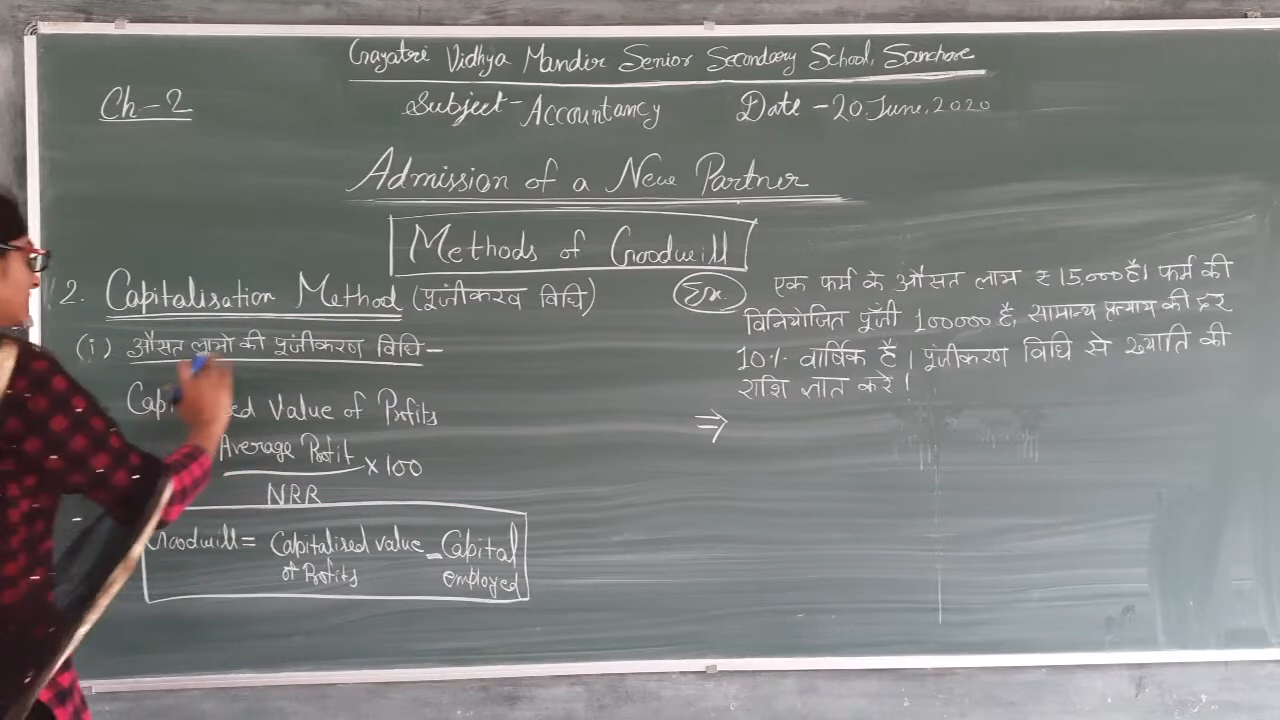 Gayatri Vidhya Mandir Senior Secondary School, Sanchore
Ch-2
Subject - Accountancy
Date - 20 June, 2020
Admission of a New Partner
Methods of Goodwill
2. Capitalisation Method (पूंजीकरण विधि)
(i) औसत लाभो की पूंजीकरण विधि -
Value of Profits
Average Profit × 100
NRR
Goodwill = Capitalised value of Profits - Capital employed
Ex. एक फर्म के औसत लाभ ₹ 15,000 है। फर्म की
विनियोजित पूँजी 100000 है, सामान्य प्रत्याय की दर
10% वार्षिक है । पूंजीकरण विधि से ख्याति की
राशि ज्ञात करे !
⇒